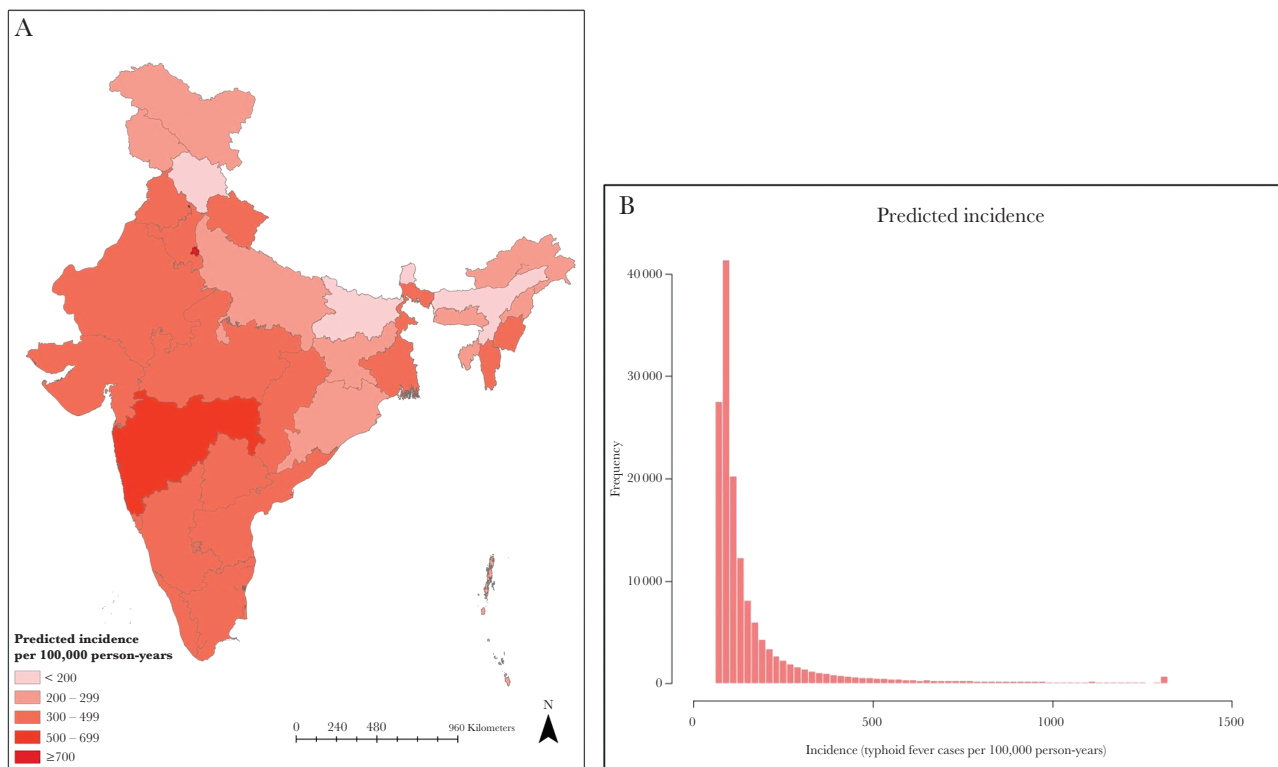 A
Predicted incidence
per 100,000 person-years
< 200
200 – 299
300 – 499
500 – 699
≥700
0 240 480 960 Kilometers
N
B
Predicted incidence
Frequency
40 000
30 000
20 000
10 000
0
0 500 1000 1500
Incidence (typhoid fever cases per 100,000 person-years)